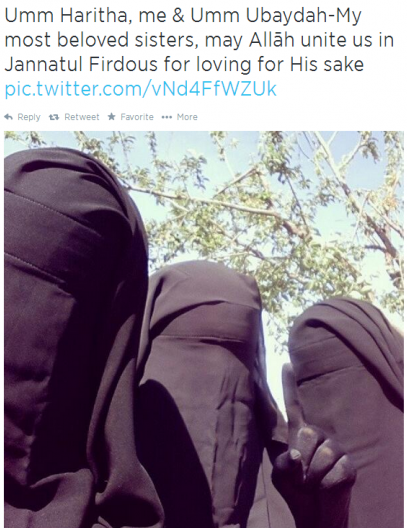 Umm Haritha, me & Umm Ubaydah-My
most beloved sisters, may Allāh unite us in
Jannatul Firdous for loving for His sake
pic.twitter.com/vNd4FfWZUk
Reply Retweet Favorite More